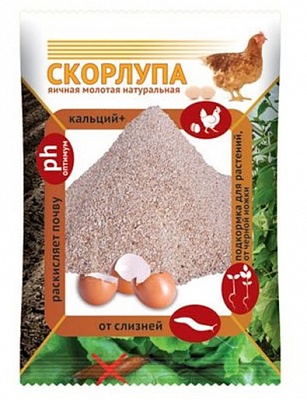 СКОРЛУПА
яичная молотая натуральная
кальций+
ph
оптимум
раскисляет почву
подкормка для растений,
от черной ножки
от слизней